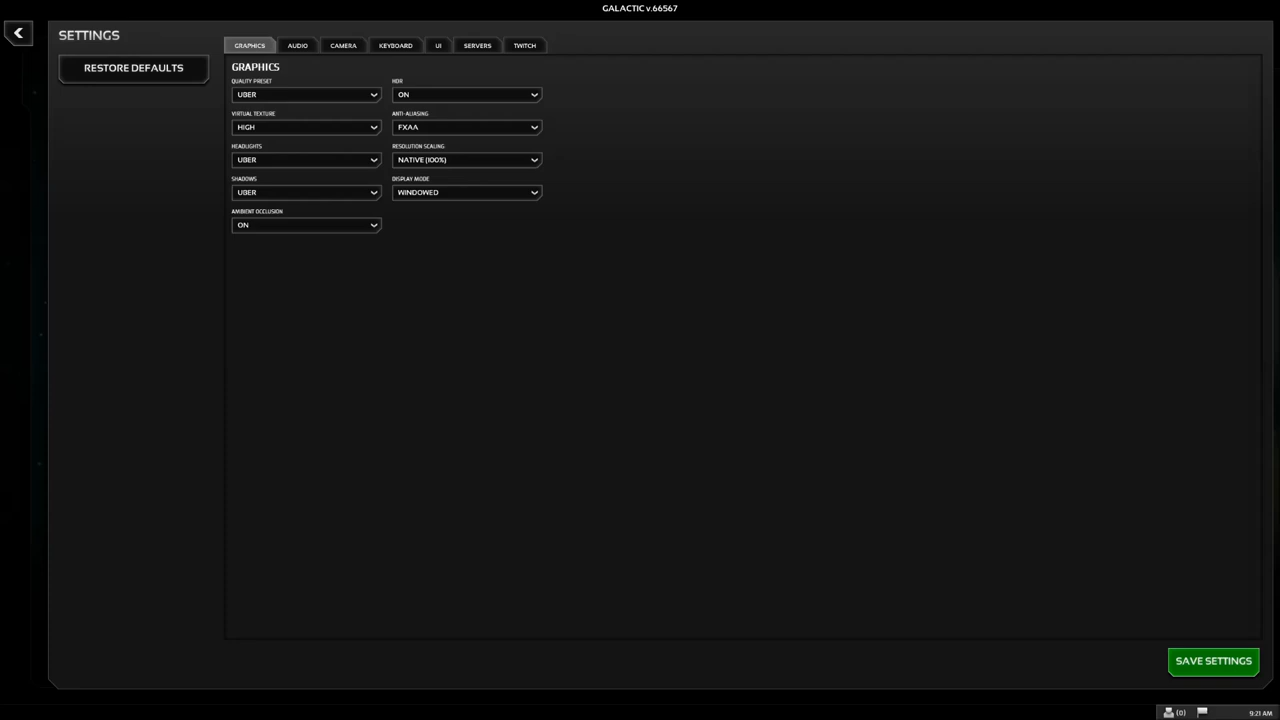 GALACTIC v.66567
SETTINGS
RESTORE DEFAULTS
GRAPHICS
AUDIO
CAMERA
KEYBOARD
UI
SERVERS
TWITCH
GRAPHICS
QUALITY PRESET
UBER
HDR
ON
VIRTUAL TEXTURE
HIGH
ANTI-ALIASING
FXAA
HEADLIGHTS
UBER
RESOLUTION SCALING
NATIVE (100%)
SHADOWS
UBER
DISPLAY MODE
WINDOWED
AMBIENT OCCLUSION
ON
SAVE SETTINGS
(0)
9:21 AM